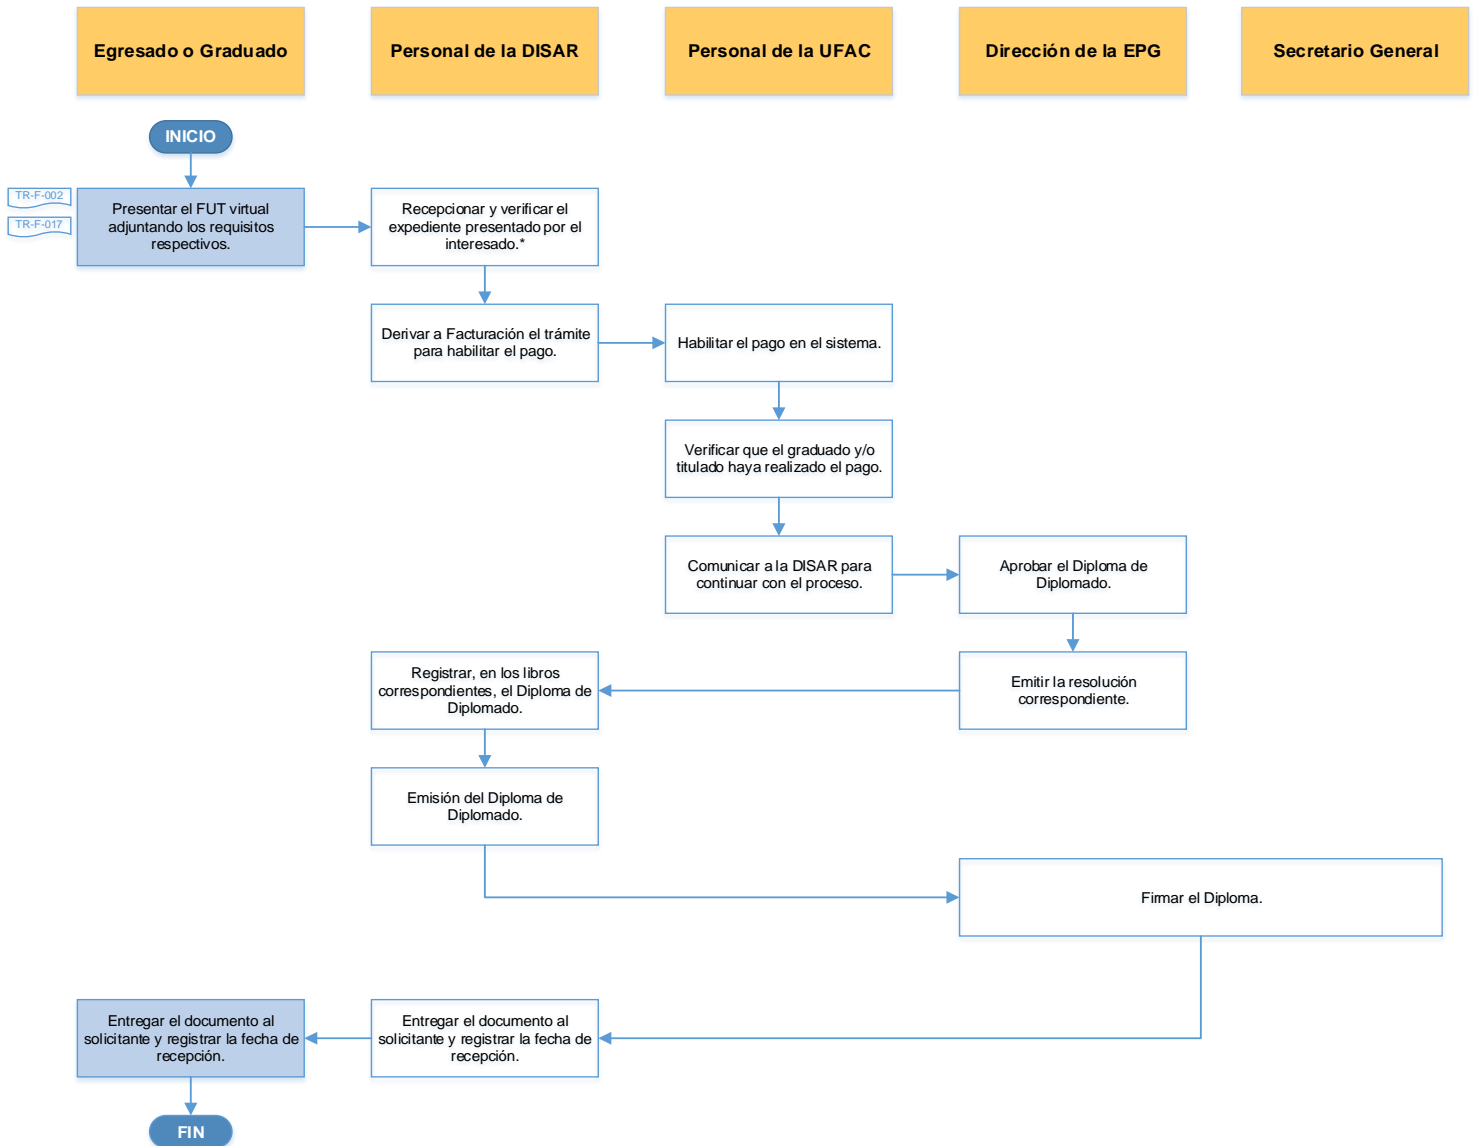 Egresado o Graduado
Personal de la DISAR
Personal de la UFAC
Dirección de la EPG
Secretario General
INICIO
TR-F-002
TR-F-017
Presentar el FUT virtual
adjuntando los requisitos
respectivos.
Recepcionar y verificar el
expediente presentado por el
interesado.*
Derivar a Facturación el trámite
para habilitar el pago.
Habilitar el pago en el sistema.
Verificar que el graduado y/o
titulado haya realizado el pago.
Comunicar a la DISAR para
continuar con el proceso.
Aprobar el Diploma de
Diplomado.
Emitir la resolución
correspondiente.
Registrar, en los libros
correspondientes, el Diploma de
Diplomado.
Emisión del Diploma de
Diplomado.
Firmar el Diploma.
Entregar el documento al
solicitante y registrar la fecha de
recepción.
Entregar el documento al
solicitante y registrar la fecha de
recepción.
FIN